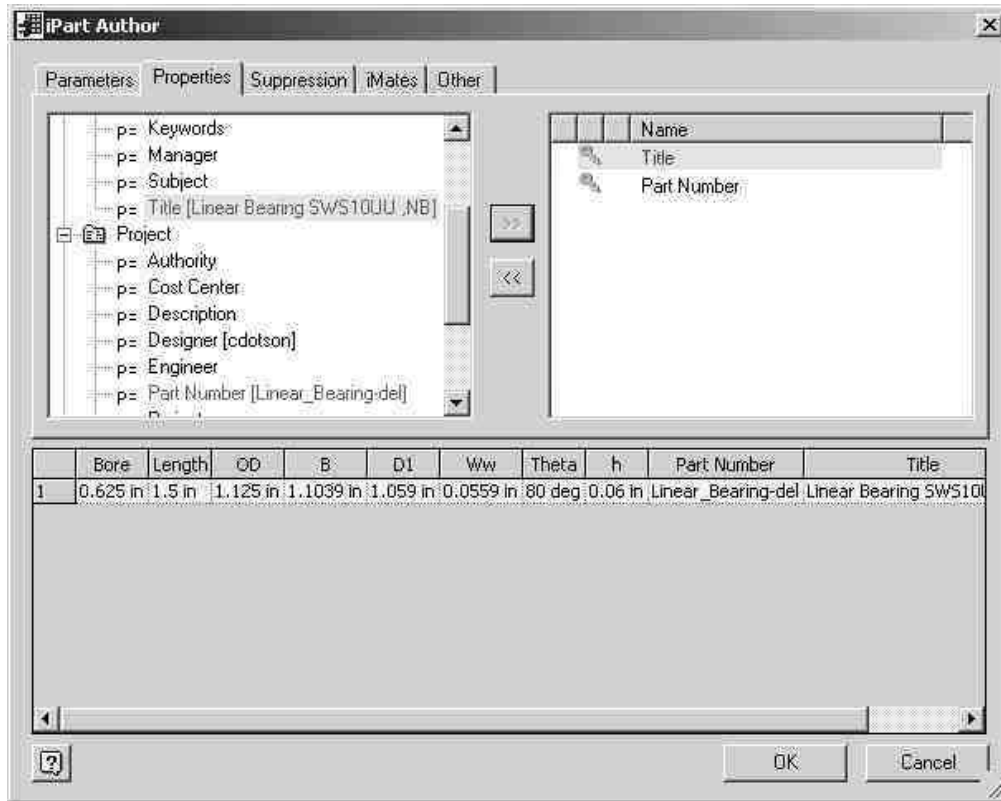 iPart Author
Parameters Properties Suppression iMates Other
p= Keywords
p= Manager
p= Subject
p= Title [Linear Bearing SWS10UU ,NB]
Project
p= Authority
p= Cost Center
p= Description
p= Designer [cdotson]
p= Engineer
p= Part Number [Linear_Bearing-del]
>>
<<
Name
Title
Part Number
Bore Length OD B D1 Ww Theta h Part Number Title
1 0.625 in 1.5 in 1.125 in 1.1039 in 1.059 in 0.0559 in 80 deg 0.06 in Linear_Bearing-del Linear Bearing SWS10U
OK Cancel